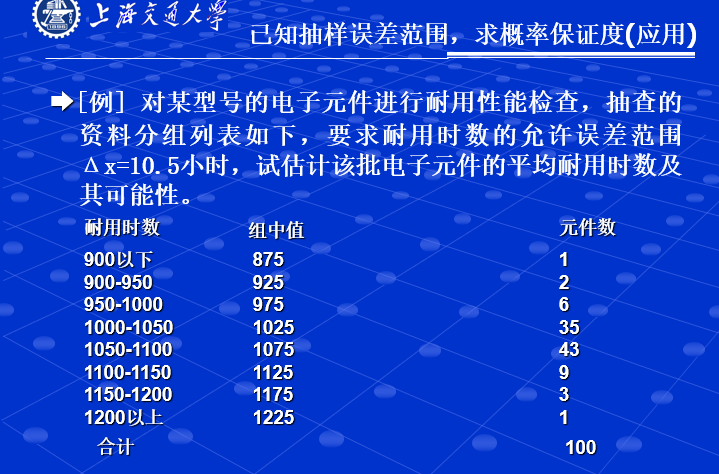 上海交通大学
已知抽样误差范围，求概率保证度(应用)
[例] 对某型号的电子元件进行耐用性能检查，抽查的
资料分组列表如下，要求耐用时数的允许误差范围
Δx=10.5小时，试估计该批电子元件的平均耐用时数及
其可能性。
耐用时数 组中值 元件数
900以下 875 1
900-950 925 2
950-1000 975 6
1000-1050 1025 35
1050-1100 1075 43
1100-1150 1125 9
1150-1200 1175 3
1200以上 1225 1
合计 100